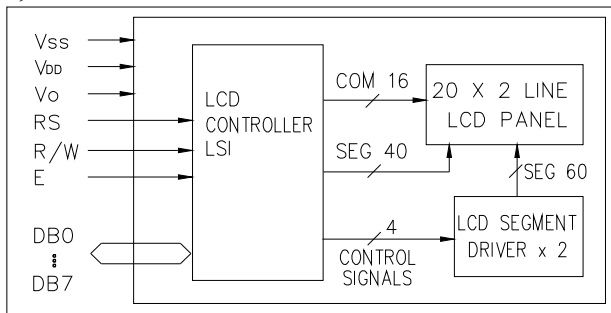 Vss
VDD
Vo
RS
R/W
E
DB0
DB7
LCD
CONTROLLER
LSI
COM 16
SEG 40
4
CONTROL
SIGNALS
20 X 2 LINE
LCD PANEL
SEG 60
LCD SEGMENT
DRIVER x 2